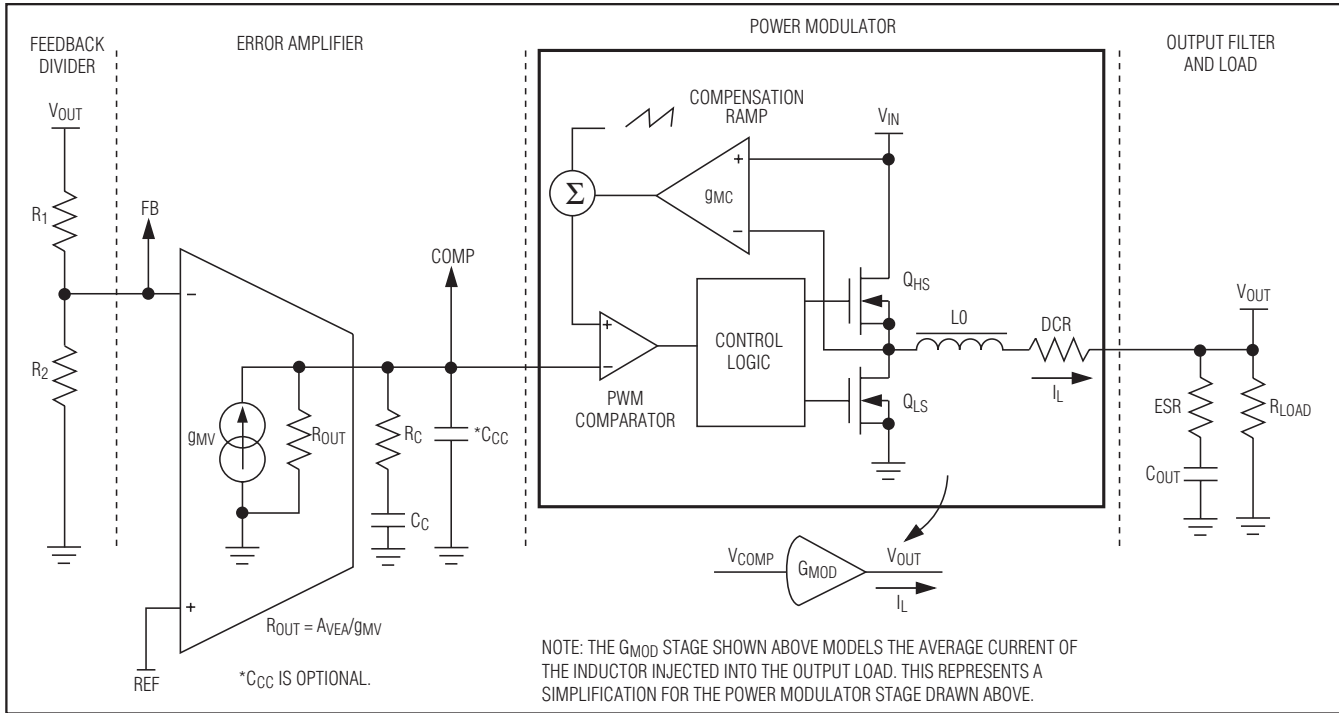 FEEDBACK
DIVIDER
ERROR AMPLIFIER
POWER MODULATOR
OUTPUT FILTER
AND LOAD
VOUT
R1
FB
R2
COMP
gMV
ROUT
RC
*CCC
CC
ROUT = AVEA/gMV
*CCC IS OPTIONAL.
REF
COMPENSATION
RAMP
Σ
gMC
VIN
PWM
COMPARATOR
CONTROL
LOGIC
QHS
QLS
L0
DCR
IL
VOUT
ESR
RLOAD
COUT
VCOMP
GMOD
VOUT
IL
NOTE: THE GMOD STAGE SHOWN ABOVE MODELS THE AVERAGE CURRENT OF
THE INDUCTOR INJECTED INTO THE OUTPUT LOAD. THIS REPRESENTS A
SIMPLIFICATION FOR THE POWER MODULATOR STAGE DRAWN ABOVE.